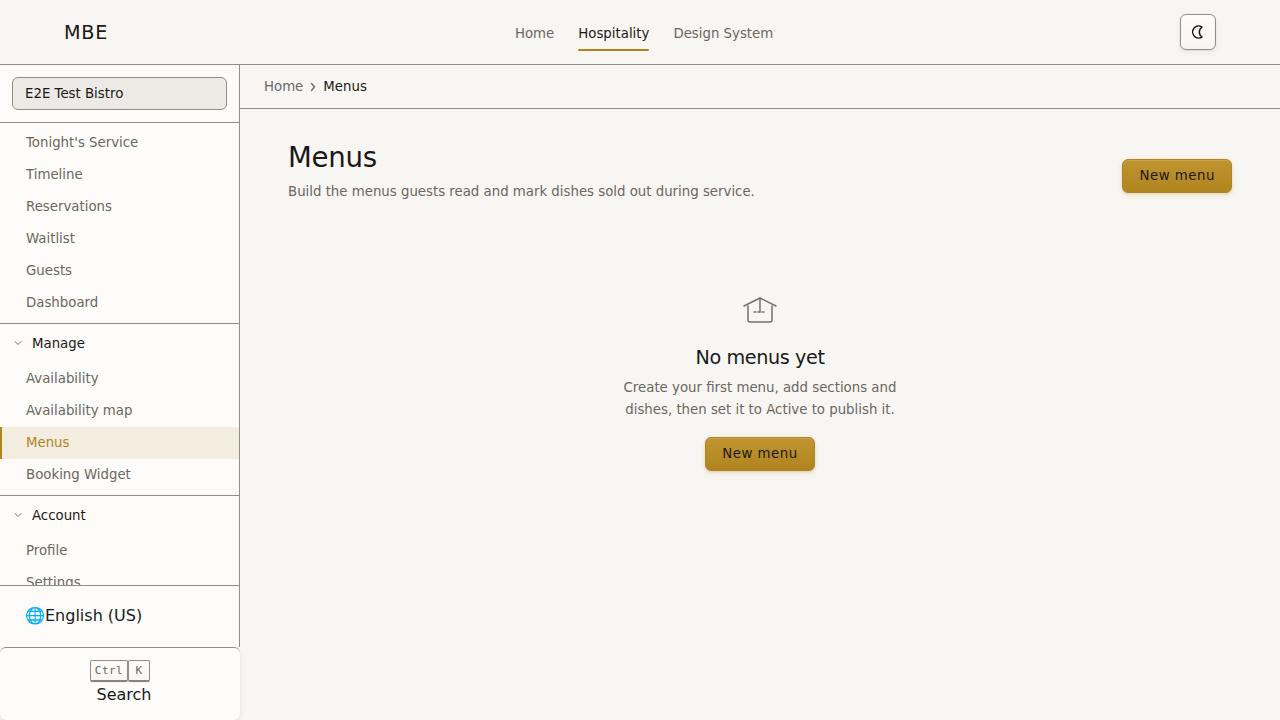 MBE
Home
Hospitality
Design System
E2E Test Bistro
Tonight's Service
Timeline
Reservations
Waitlist
Guests
Dashboard
Manage
Availability
Availability map
Menus
Booking Widget
Account
Profile
Settings
English (US)
Ctrl K
Search
Home
Menus
Menus
Build the menus guests read and mark dishes sold out during service.
New menu
No menus yet
Create your first menu, add sections and
dishes, then set it to Active to publish it.
New menu